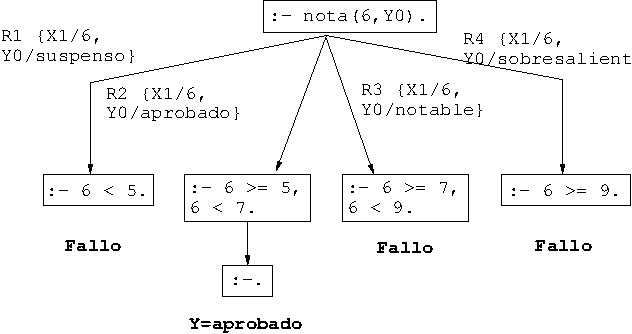 :- nota(6,Y0).
R1 {X1/6,
Y0/suspenso}
R2 {X1/6,
Y0/aprobado}
R3 {X1/6,
Y0/notable}
R4 {X1/6,
Y0/sobresalient
:- 6 < 5.
:- 6 >= 5,
6 < 7.
:- 6 >= 7,
6 < 9.
:- 6 >= 9.
Fallo
Fallo
Fallo
:-.
Y=aprobado